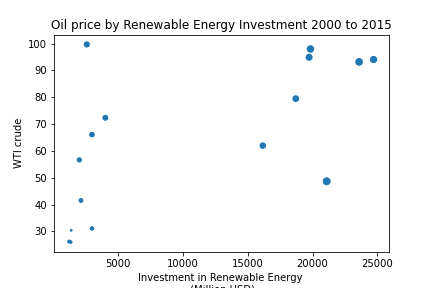 Oil price by Renewable Energy Investment 2000 to 2015
100
90
80
70
60
50
40
30
WTI crude
5000 10000 15000 20000 25000
Investment in Renewable Energy
(Million USD)